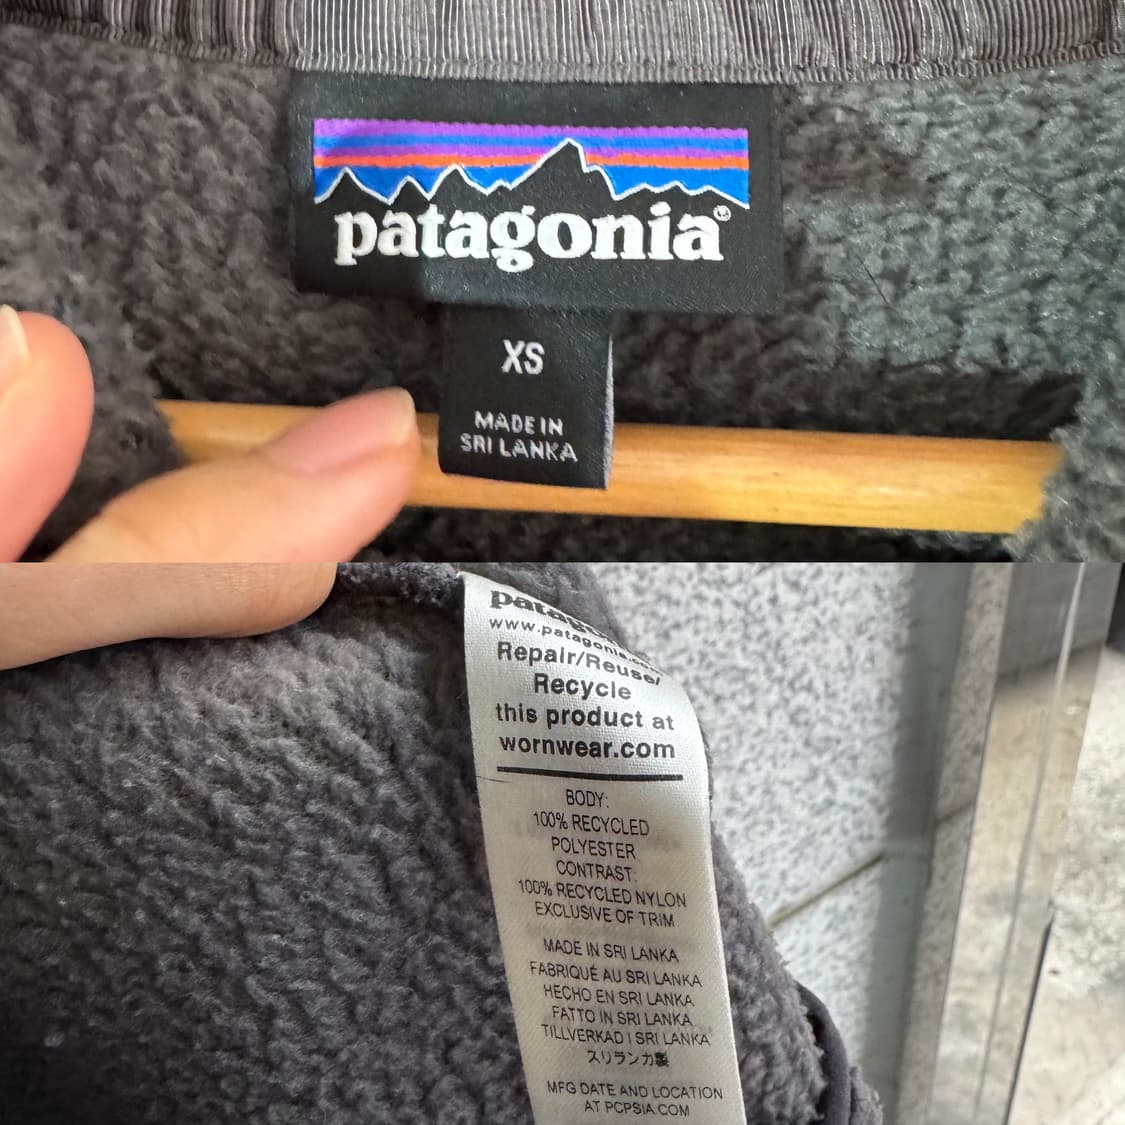 patagonia®
XS
MADE IN
SRI LANKA
www.patagonia.co
Repair/Reuse/
Recycle
this product at
wornwear.com
BODY:
100% RECYCLED
POLYESTER
CONTRAST:
100% RECYCLED NYLON
EXCLUSIVE OF TRIM
MADE IN SRI LANKA
FABRIQUÉ AU SRI LANKA
HECHO EN SRI LANKA
FATTO IN SRI LANKA
TILLVERKAD I SRI LANKA
スリランカ製
MFG DATE AND LOCATION
AT PCPSIA.COM